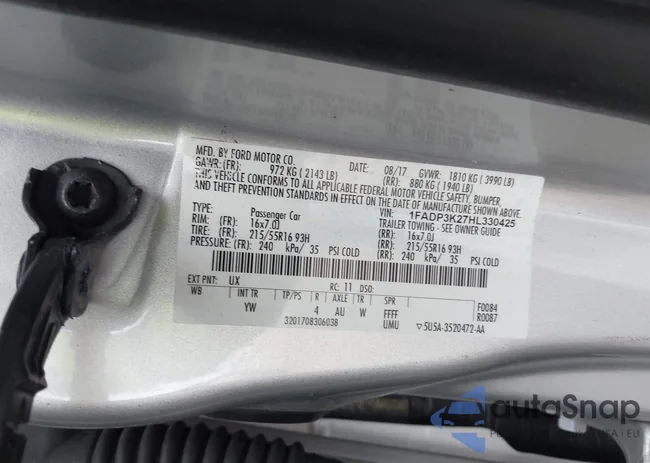 MFD. BY FORD MOTOR CO.
DATE: 08/17 GVWR: 1810 KG ( 3990 LB)
GAWR: (FR): 972 KG ( 2143 LB) (RR): 880 KG ( 1940 LB)
THIS VEHICLE CONFORMS TO ALL APPLICABLE FEDERAL MOTOR VEHICLE SAFETY, BUMPER,
AND THEFT PREVENTION STANDARDS IN EFFECT ON THE DATE OF MANUFACTURE SHOWN ABOVE.
VIN: 1FADP3K27HL330425
TYPE: Passenger Car TRAILER TOWING - SEE OWNER GUIDE
RIM: (FR): 16x7.0J (RR): 16x7.0J
TIRE: (FR): 215/55R16 93H (RR): 215/55R16 93H
PRESSURE: (FR): 240 kPa/ 35 PSI COLD (RR): 240 kPa/ 35 PSI COLD
EXT PNT: UX RC: 11 DSO:
WB INT TR TP/PS R AXLE TR SPR F0084
YW 4 AU W FFFF R0087
3201708306038 UMU 5U5A-3520472-AA
autoSnap
EU